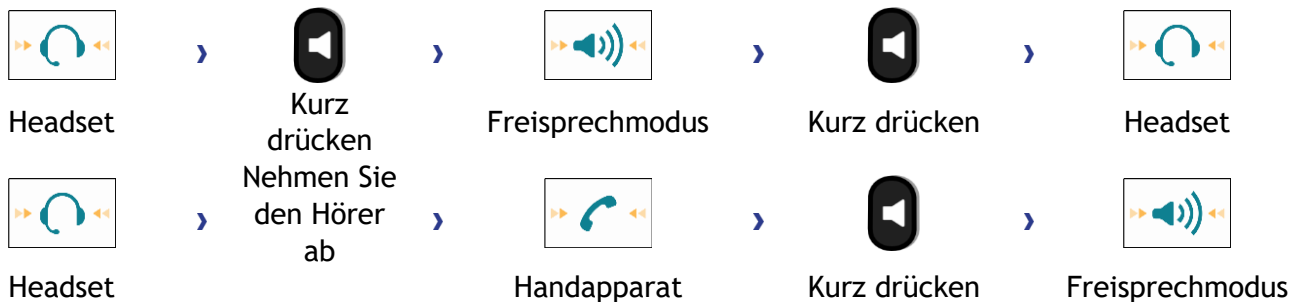 Headset
Kurz
drücken
Freisprechmodus
Kurz drücken
Headset
Headset
Nehmen Sie
den Hörer
ab
Handapparat
Kurz drücken
Freisprechmodus